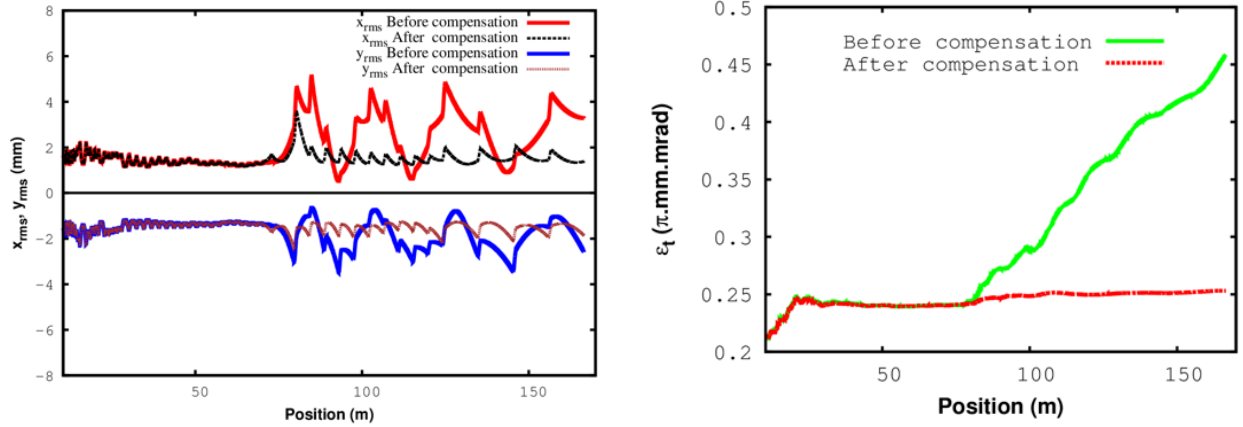 x_rms Before compensation
x_rms After compensation
y_rms Before compensation
y_rms After compensation
8
6
4
2
0
−2
−4
−6
−8
x_rms, y_rms (mm)
50 100 150
Position (m)
Before compensation
After compensation
0.5
0.45
0.4
0.35
0.3
0.25
0.2
ε_t (π.mm.mrad)
50 100 150
Position (m)